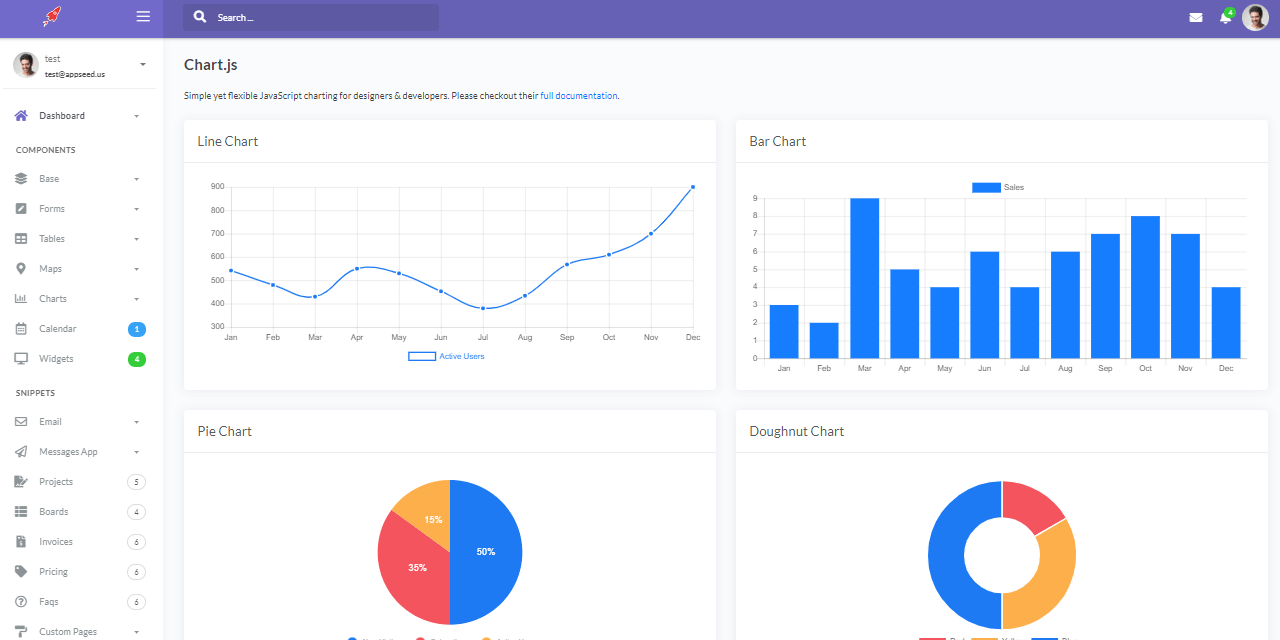 Search...
4
test
test@appseed.us
Dashboard
COMPONENTS
Base
Forms
Tables
Maps
Charts
Calendar 1
Widgets 4
SNIPPETS
Email
Messages App
Projects 5
Boards 4
Invoices 6
Pricing 6
Faqs 6
Custom Pages
Chart.js
Simple yet flexible JavaScript charting for designers & developers. Please checkout their full documentation.
Line Chart
900
800
700
600
500
400
300
Jan Feb Mar Apr May Jun Jul Aug Sep Oct Nov Dec
Active Users
Bar Chart
Sales
9
8
7
6
5
4
3
2
1
0
Jan Feb Mar Apr May Jun Jul Aug Sep Oct Nov Dec
Pie Chart
15%
50%
35%
Doughnut Chart